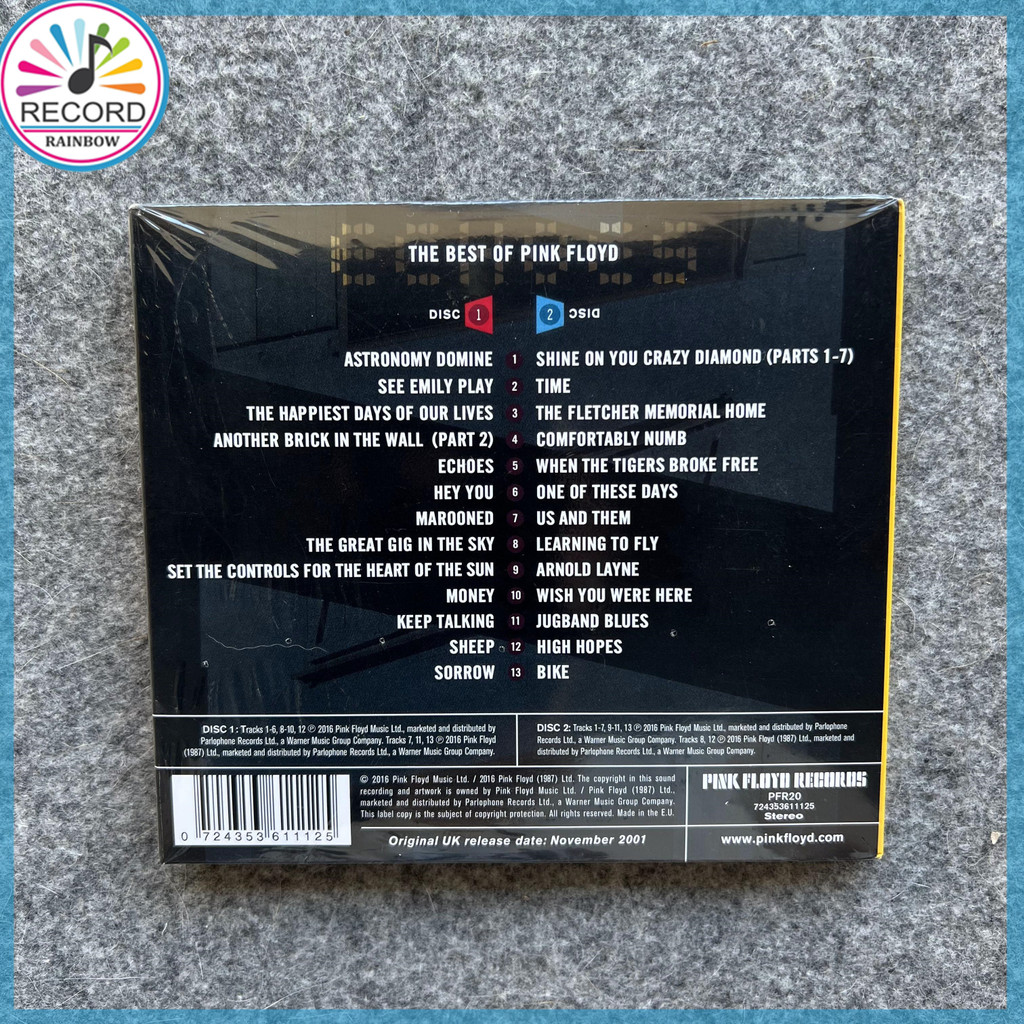 RECORD
RAINBOW
THE BEST OF PINK FLOYD
DISC 1
2 DISC
ASTRONOMY DOMINE 1 SHINE ON YOU CRAZY DIAMOND (PARTS 1-7)
SEE EMILY PLAY 2 TIME
THE HAPPIEST DAYS OF OUR LIVES 3 THE FLETCHER MEMORIAL HOME
ANOTHER BRICK IN THE WALL (PART 2) 4 COMFORTABLY NUMB
ECHOES 5 WHEN THE TIGERS BROKE FREE
HEY YOU 6 ONE OF THESE DAYS
MAROONED 7 US AND THEM
THE GREAT GIG IN THE SKY 8 LEARNING TO FLY
SET THE CONTROLS FOR THE HEART OF THE SUN 9 ARNOLD LAYNE
MONEY 10 WISH YOU WERE HERE
KEEP TALKING 11 JUGBAND BLUES
SHEEP 12 HIGH HOPES
SORROW 13 BIKE
DISC 1: Tracks 1-6, 8-10, 12 ℗ 2016 Pink Floyd Music Ltd., marketed and distributed by
Parlophone Records Ltd., a Warner Music Group Company. Tracks 7, 11, 13 ℗ 2016 Pink Floyd
(1987) Ltd., marketed and distributed by Parlophone Records Ltd., a Warner Music Group Company.
DISC 2: Tracks 1-7, 9-11, 13 ℗ 2016 Pink Floyd Music Ltd., marketed and distributed by Parlophone
Records Ltd., a Warner Music Group Company. Tracks 8, 12 ℗ 2016 Pink Floyd (1987) Ltd., marketed and
distributed by Parlophone Records Ltd., a Warner Music Group Company.
0 724353 611125
© 2016 Pink Floyd Music Ltd. / 2016 Pink Floyd (1987) Ltd. The copyright in this sound
recording and artwork is owned by Pink Floyd Music Ltd. / Pink Floyd (1987) Ltd.,
marketed and distributed by Parlophone Records Ltd., a Warner Music Group Company.
This label copy is the subject of copyright protection. All rights reserved. Made in the E.U.
Original UK release date: November 2001
PINK FLOYD RECORDS
PFR20
724353611125
Stereo
www.pinkfloyd.com